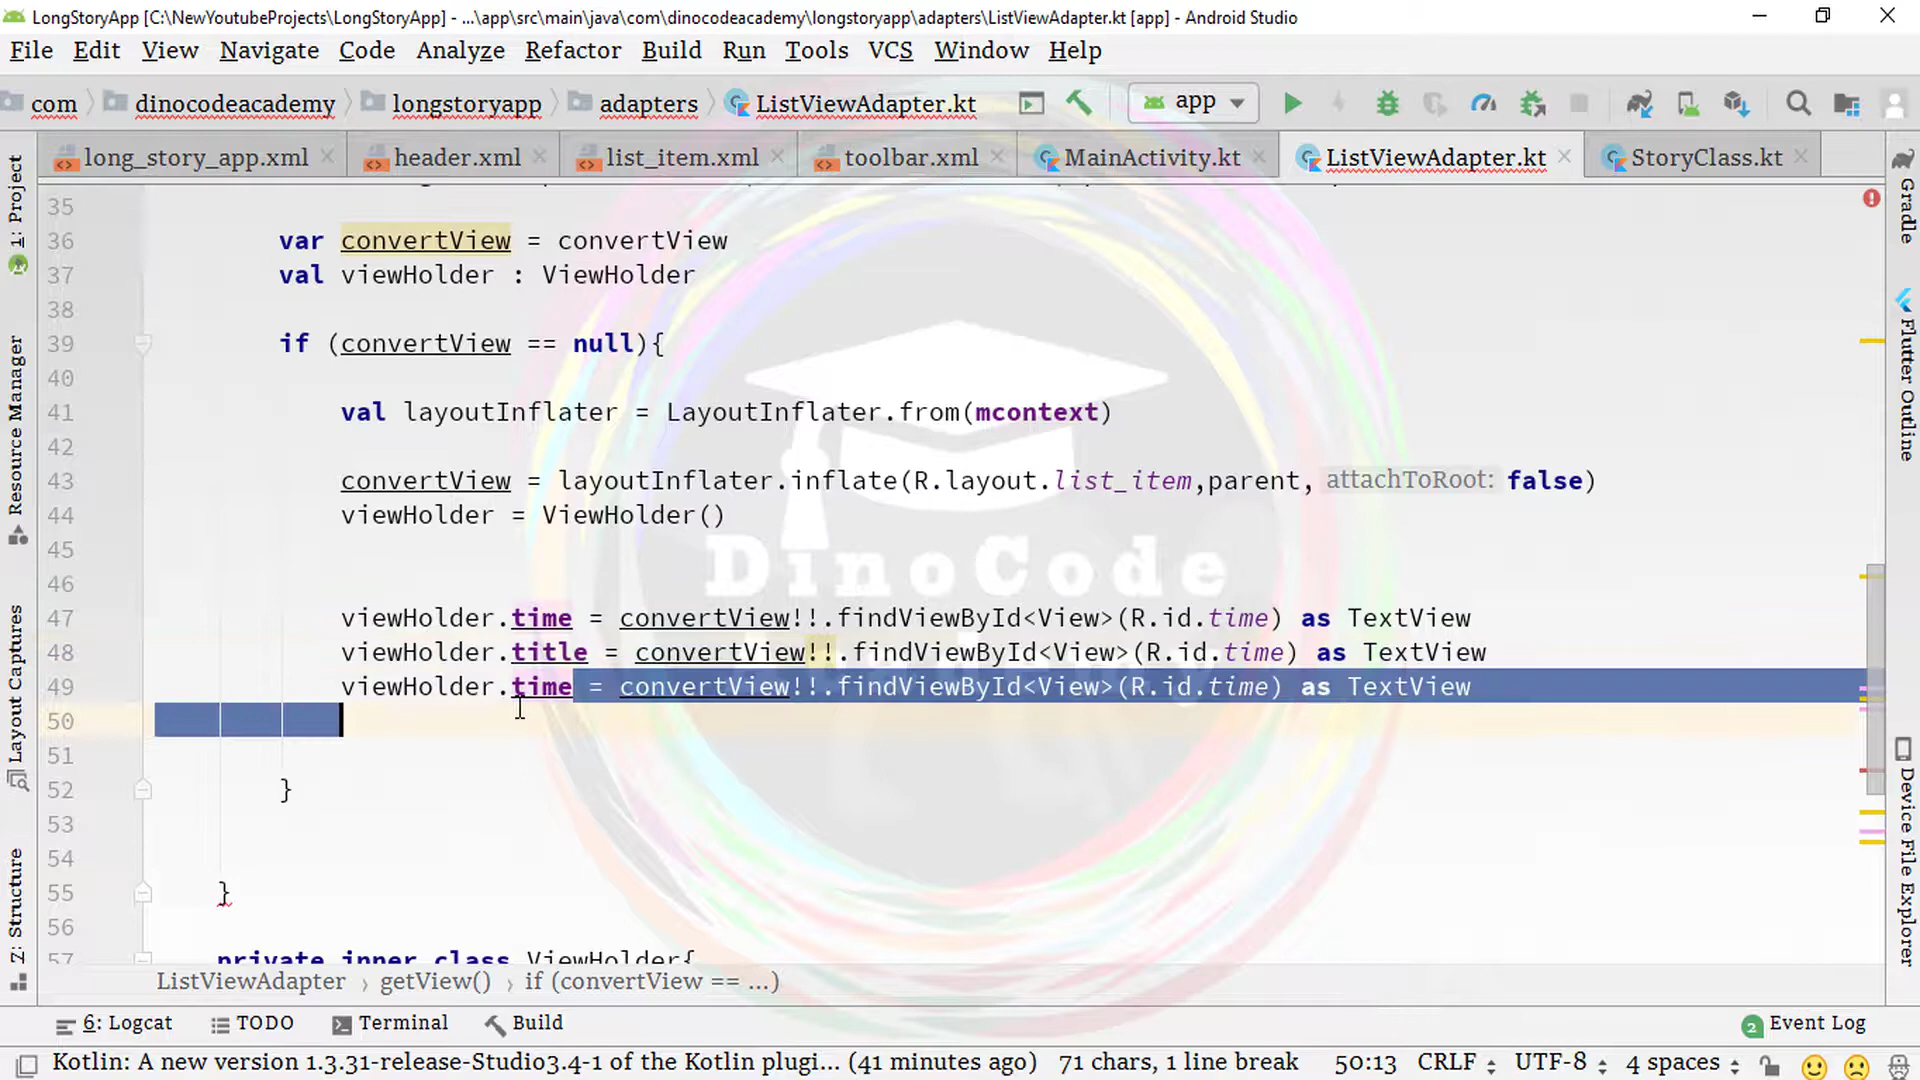 LongStoryApp [C:\NewYoutubeProjects\LongStoryApp] - ...\app\src\main\java\com\dinocodeacademy\longstoryapp\adapters\ListViewAdapter.kt [app] - Android Studio
File Edit View Navigate Code Analyze Refactor Build Run Tools VCS Window Help
com dinocodeacademy longstoryapp adapters ListViewAdapter.kt app
long_story_app.xml header.xml list_item.xml toolbar.xml MainActivity.kt ListViewAdapter.kt StoryClass.kt
35
36 var convertView = convertView
37 val viewHolder : ViewHolder
38
39 if (convertView == null){
40
41 val layoutInflater = LayoutInflater.from(mcontext)
42
43 convertView = layoutInflater.inflate(R.layout.list_item,parent, attachToRoot: false)
44 viewHolder = ViewHolder()
45
46
47 viewHolder.time = convertView!!.findViewById<View>(R.id.time) as TextView
48 viewHolder.title = convertView!!.findViewById<View>(R.id.time) as TextView
49 viewHolder.time = convertView!!.findViewById<View>(R.id.time) as TextView
50
51
52 }
53
54
55 }
56
57 private inner class ViewHolder{
DinoCode
ListViewAdapter › getView() › if (convertView == ...)
1: Project
Resource Manager
Layout Captures
Z: Structure
Gradle
Flutter Outline
Device File Explorer
6: Logcat TODO Terminal Build 2 Event Log
Kotlin: A new version 1.3.31-release-Studio3.4-1 of the Kotlin plugi... (41 minutes ago) 71 chars, 1 line break 50:13 CRLF UTF-8 4 spaces